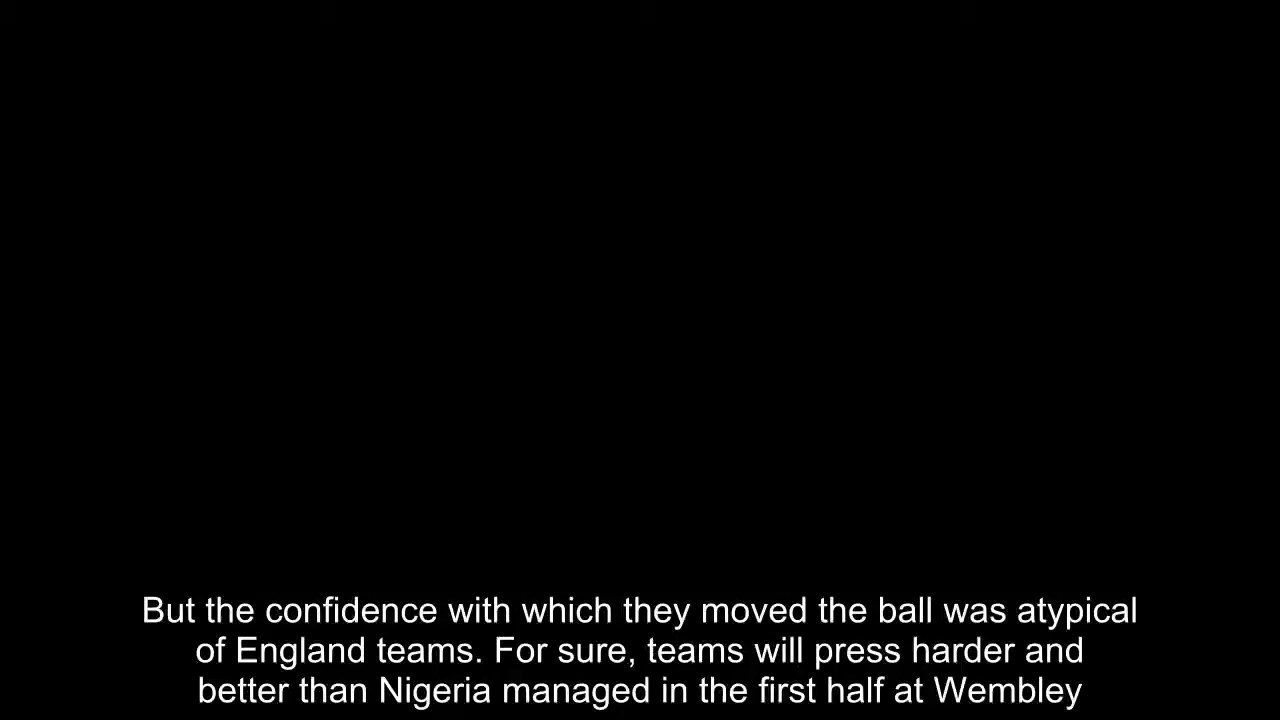 But the confidence with which they moved the ball was atypical
of England teams. For sure, teams will press harder and
better than Nigeria managed in the first half at Wembley